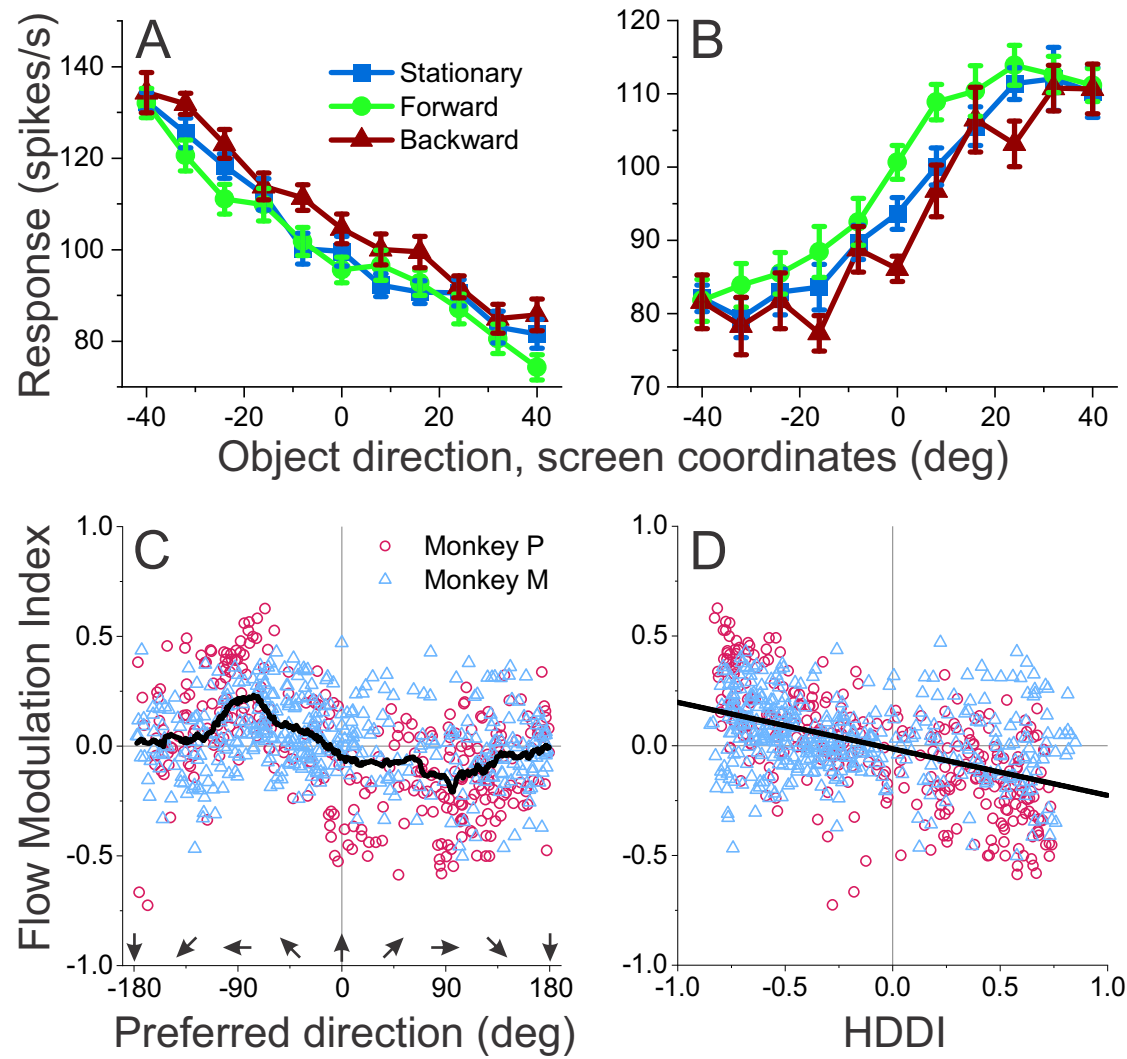 A
B
Response (spikes/s)
140
120
100
80
Stationary
Forward
Backward
120
110
100
90
80
70
-40 -20 0 20 40
-40 -20 0 20 40
Object direction, screen coordinates (deg)
C
D
Flow Modulation Index
1.0
0.5
0.0
-0.5
-1.0
Monkey P
Monkey M
1.0
0.5
0.0
-0.5
-1.0
-180 -90 0 90 180
-1.0 -0.5 0.0 0.5 1.0
Preferred direction (deg)
HDDI